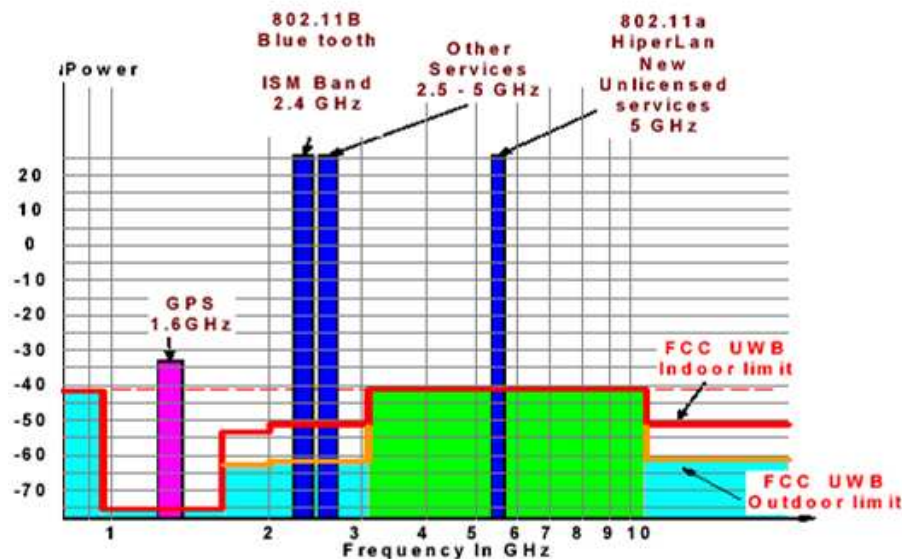 802.11B
Blue tooth
ISM Band
2.4 GHz
Other
Services
2.5 - 5 GHz
802.11a
HiperLan
New
Unlicensed
services
5 GHz
Power
20
10
0
-10
-20
-30
-40
-50
-60
-70
GPS
1.6GHz
FCC UWB
Indoor limit
FCC UWB
Outdoor limit
1 2 3 4 5 6 7 8 9 10
Frequency In GHz